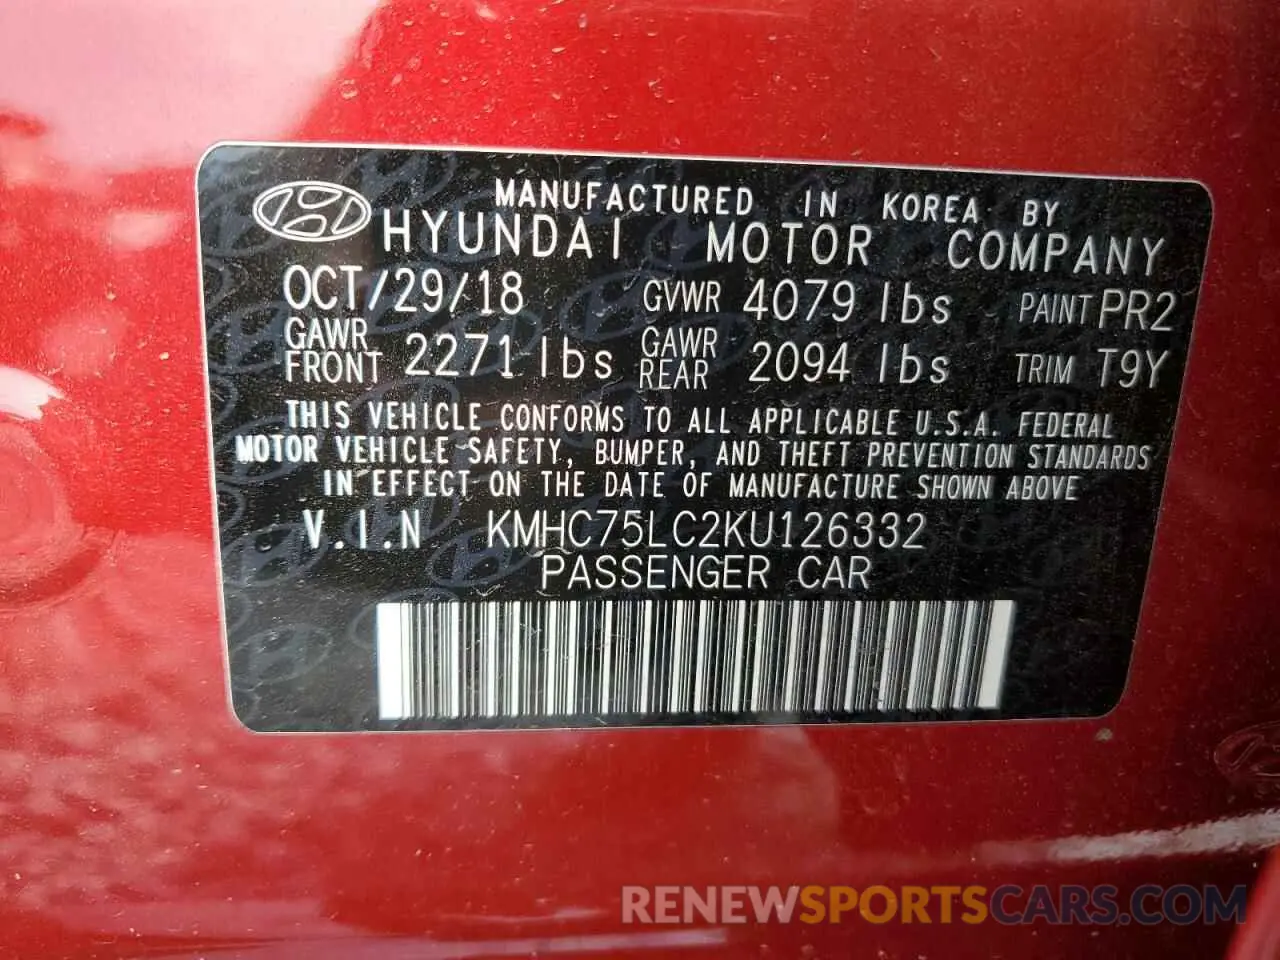 MANUFACTURED IN KOREA BY
HYUNDAI MOTOR COMPANY
OCT/29/18 GVWR 4079 lbs PAINT PR2
GAWR FRONT 2271 lbs GAWR REAR 2094 lbs TRIM T9Y
THIS VEHICLE CONFORMS TO ALL APPLICABLE U.S.A. FEDERAL
MOTOR VEHICLE SAFETY, BUMPER, AND THEFT PREVENTION STANDARDS
IN EFFECT ON THE DATE OF MANUFACTURE SHOWN ABOVE
V.I.N KMHC75LC2KU126332
PASSENGER CAR
RENEWSPORTSCARS.COM